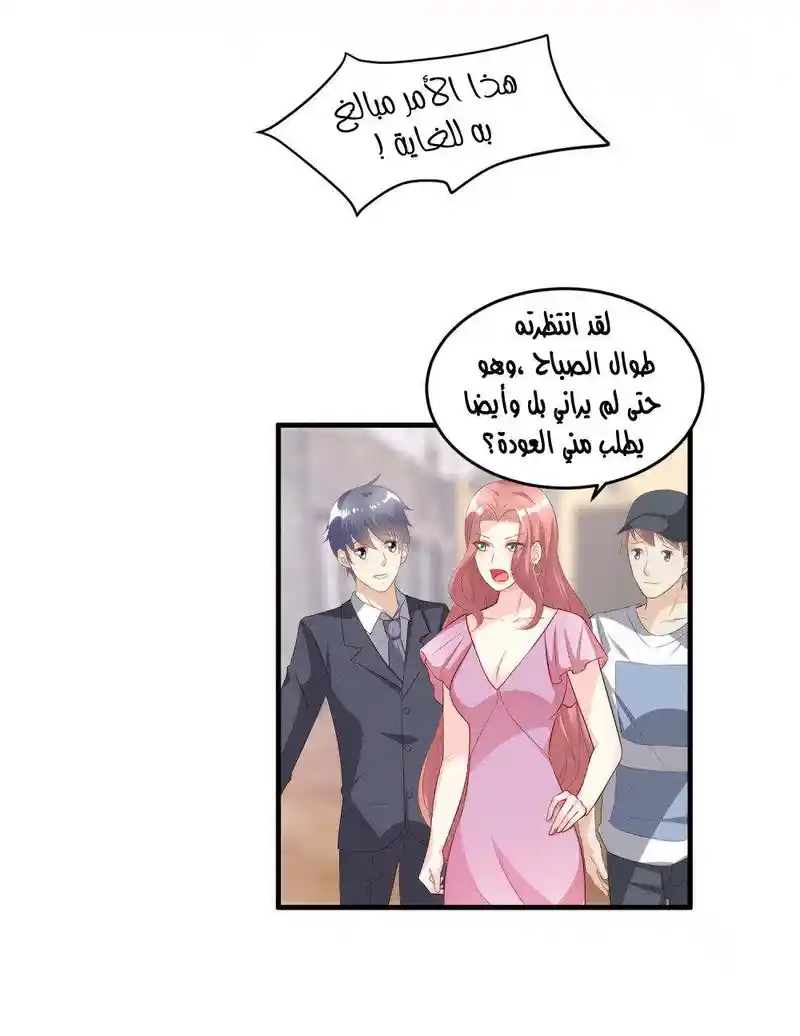 هذا الأمر مبالغ
به للغاية !
لقد انتظرته
طوال الصباح ،وهو
حتى لم يراني بل وأيضا
يطلب مني العودة؟